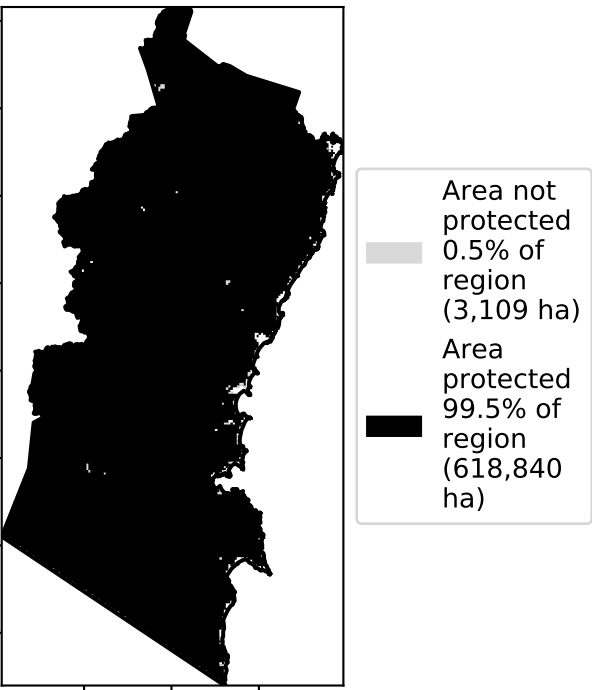 Area not
protected
0.5% of
region
(3,109 ha)
Area
protected
99.5% of
region
(618,840
ha)